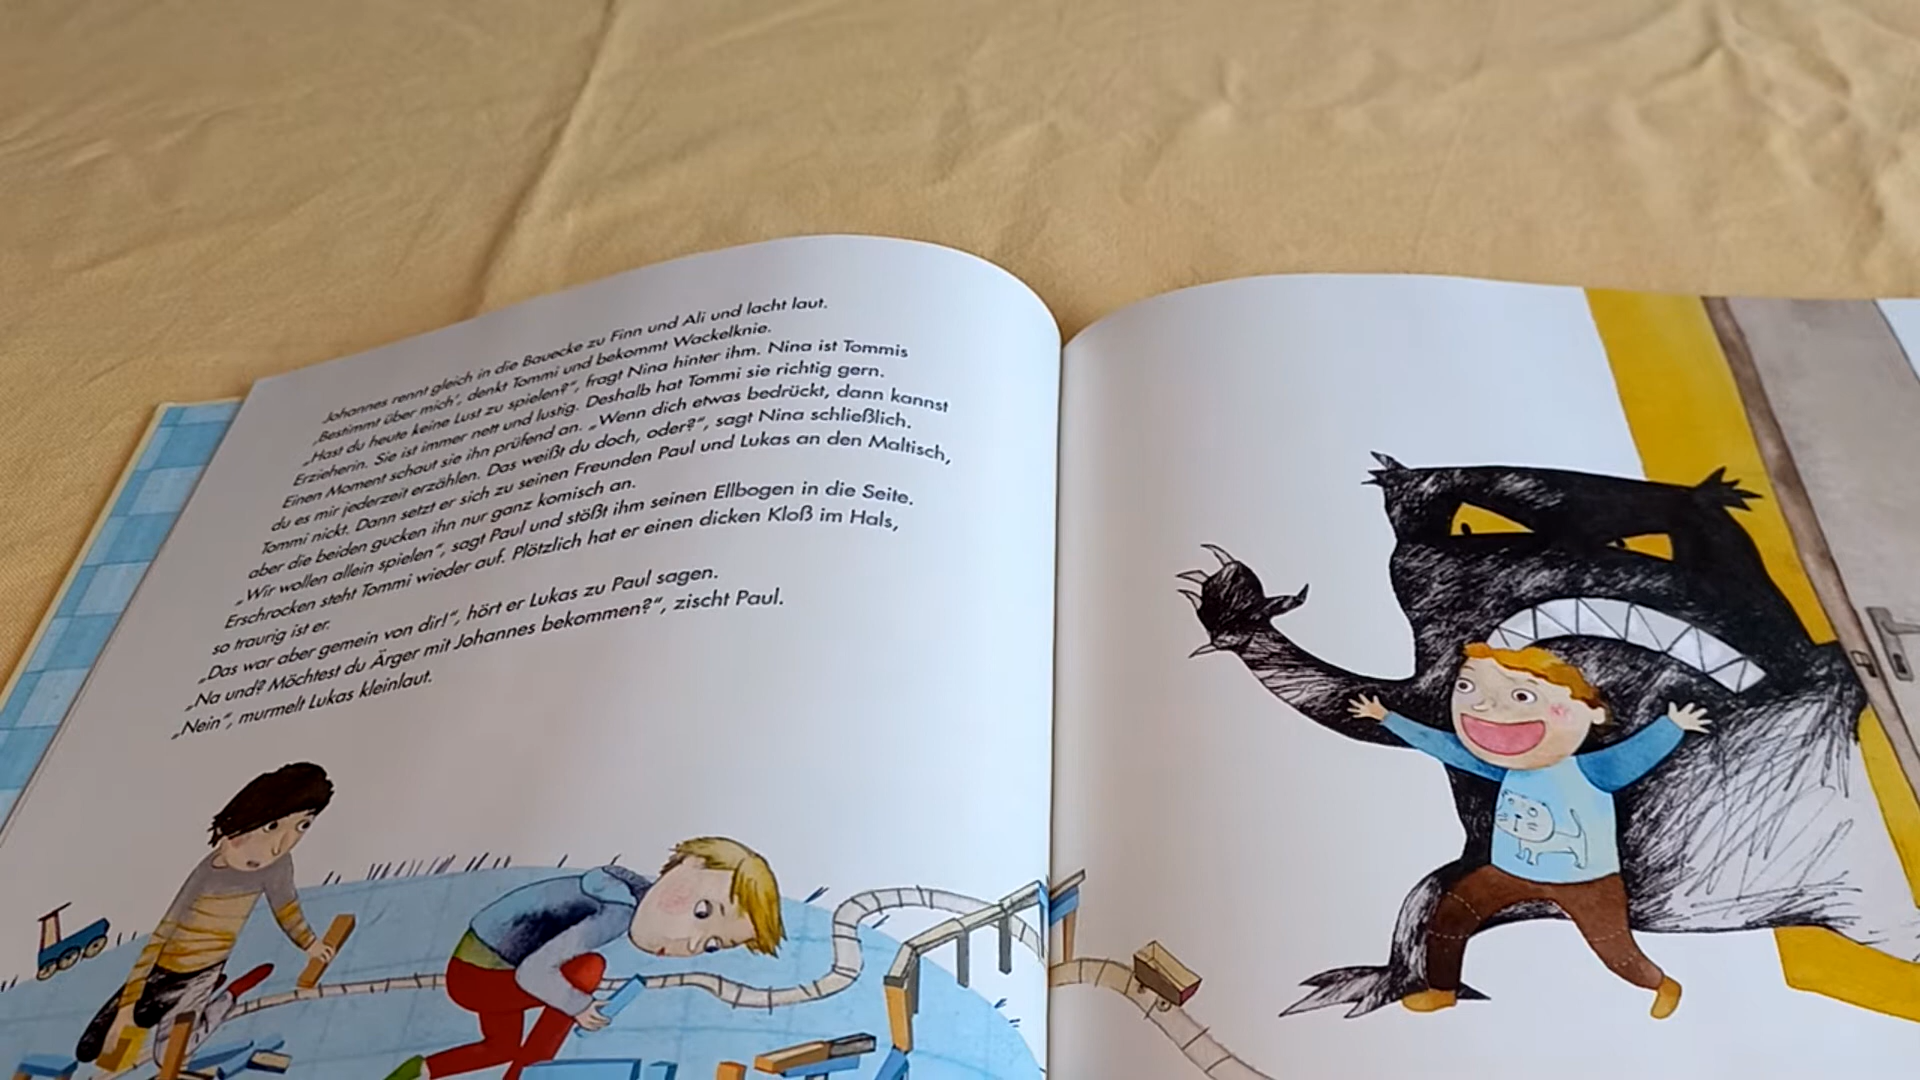 Johannes rennt gleich in die Bauecke zu Finn und Ali und lacht laut.
‚Bestimmt über mich‘, denkt Tommi und bekommt Wackelknie.
„Hast du heute keine Lust zu spielen?“, fragt Nina hinter ihm. Nina ist Tommis
Erzieherin. Sie ist immer nett und lustig. Deshalb hat Tommi sie richtig gern.
Einen Moment schaut sie ihn prüfend an. „Wenn dich etwas bedrückt, dann kannst
du es mir jederzeit erzählen. Das weißt du doch, oder?“, sagt Nina schließlich.
Tommi nickt. Dann setzt er sich zu seinen Freunden Paul und Lukas an den Maltisch,
aber die beiden gucken ihn nur ganz komisch an.
„Wir wollen allein spielen“, sagt Paul und stößt ihm seinen Ellbogen in die Seite.
Erschrocken steht Tommi wieder auf. Plötzlich hat er einen dicken Kloß im Hals,
so traurig ist er.
„Das war aber gemein von dir!“, hört er Lukas zu Paul sagen.
„Na und? Möchtest du Ärger mit Johannes bekommen?“, zischt Paul.
„Nein“, murmelt Lukas kleinlaut.